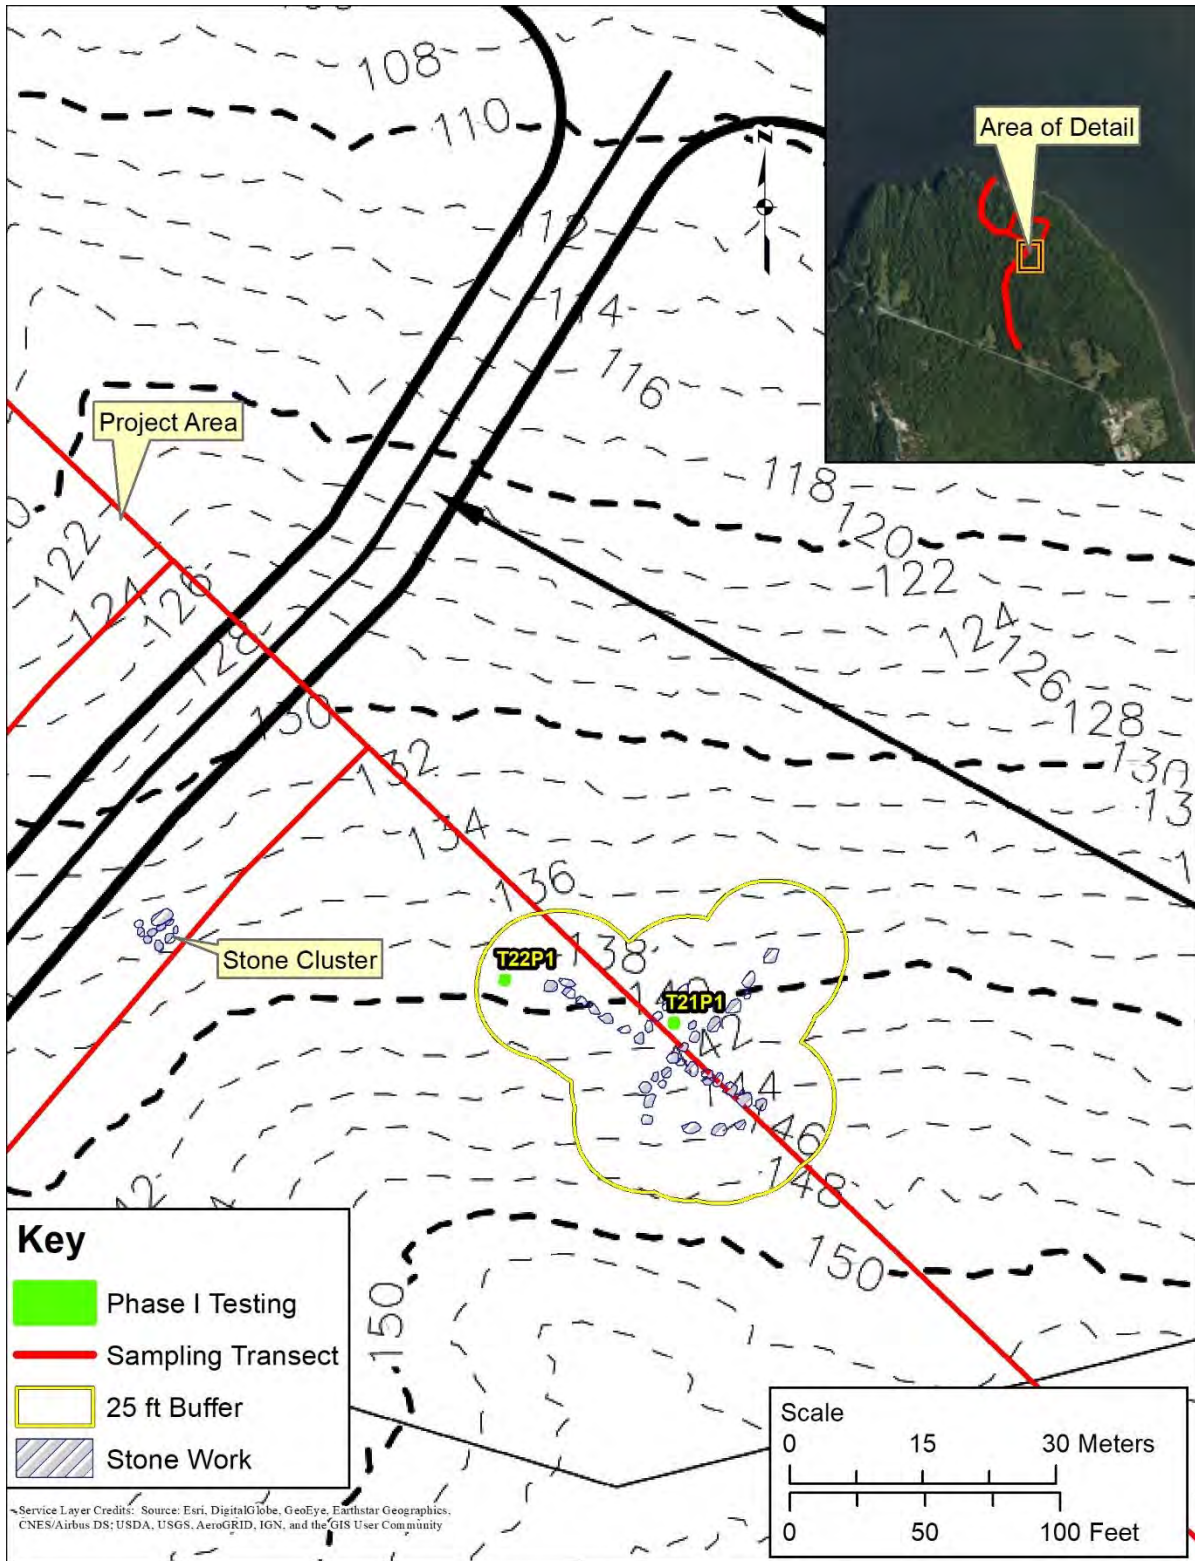 108
110
N
Area of Detail
112
114
116
Project Area
118
120
122
122
124
126
124
126
128
128
130
130
13
132
134
136
138
Stone Cluster
T22P1
T21P1
144
146
148
150
150
Key
Phase I Testing
Sampling Transect
25 ft Buffer
Stone Work
Scale
0 15 30 Meters
0 50 100 Feet
Service Layer Credits: Source: Esri, DigitalGlobe, GeoEye, Earthstar Geographics,
CNES/Airbus DS; USDA, USGS, AeroGRID, IGN, and the GIS User Community